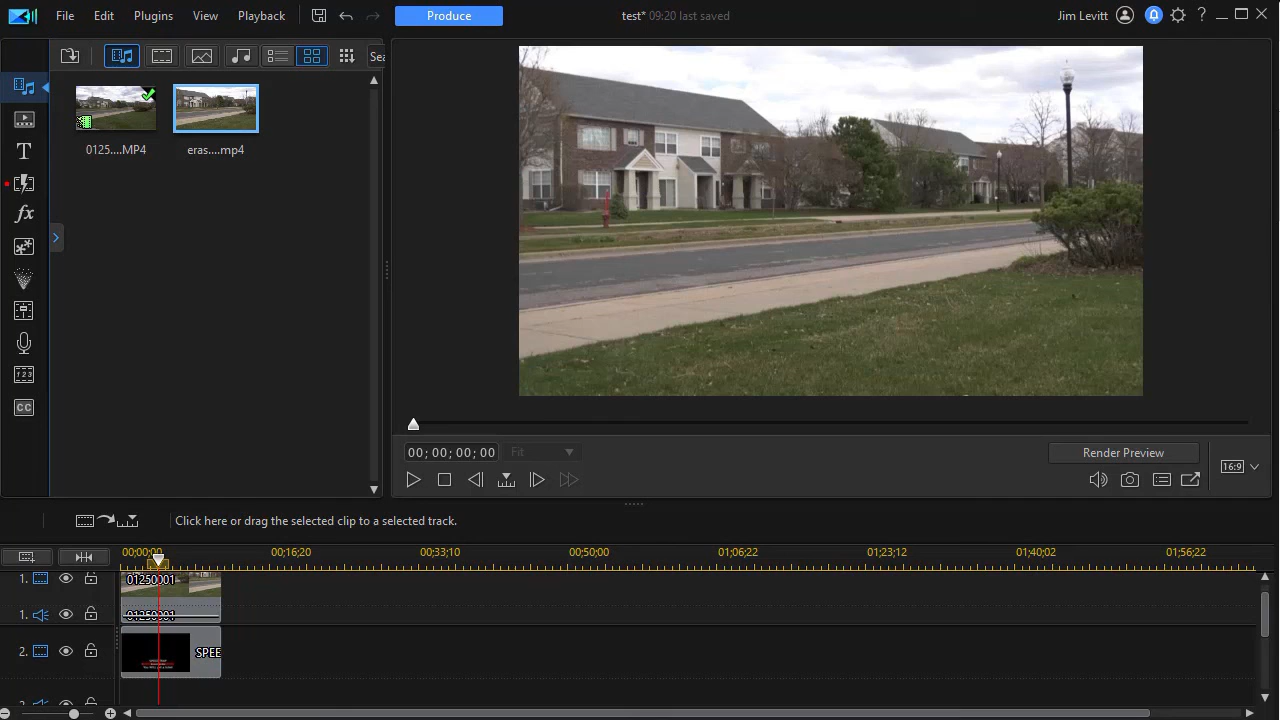 File Edit Plugins View Playback Produce test* 09:20 last saved Jim Levitt ?
Sea
0125....MP4 eras....mp4
T
fx
CC
00; 00; 00; 00 Fit Render Preview
16:9
Click here or drag the selected clip to a selected track.
00;00;00 00;16;20 00;33;10 00;50;00 01;06;22 01;23;12 01;40;02 01;56;22
1. 01250001
1. 01250001
2. SPEE